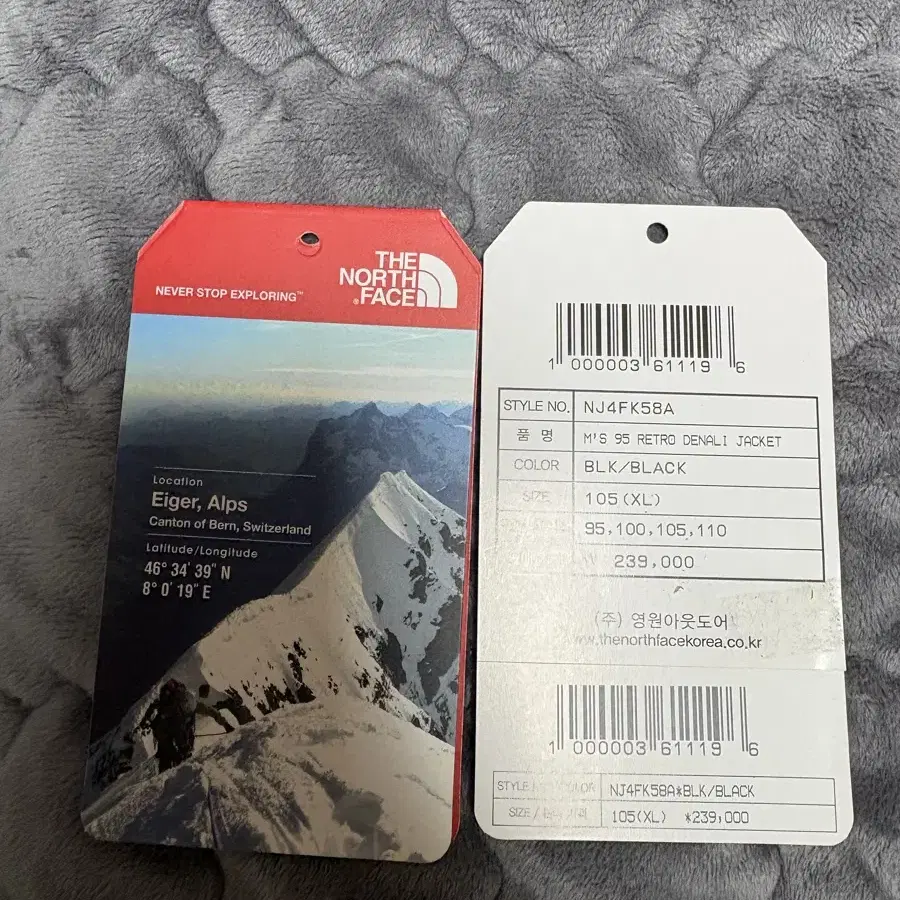 THE
NORTH
FACE
NEVER STOP EXPLORING™
Location
Eiger, Alps
Canton of Bern, Switzerland
Latitude/Longitude
46° 34' 39" N
8° 0' 19" E
1 000003 61119 6
STYLE NO. NJ4FK58A
품 명 M'S 95 RETRO DENALI JACKET
COLOR BLK/BLACK
SIZE 105(XL)
95,100,105,110
239,000
(주) 영원아웃도어
www.thenorthfacekorea.co.kr
1 000003 61119 6
STYLE COLOR NJ4FK58A*BLK/BLACK
SIZE / 105(XL) *239,000